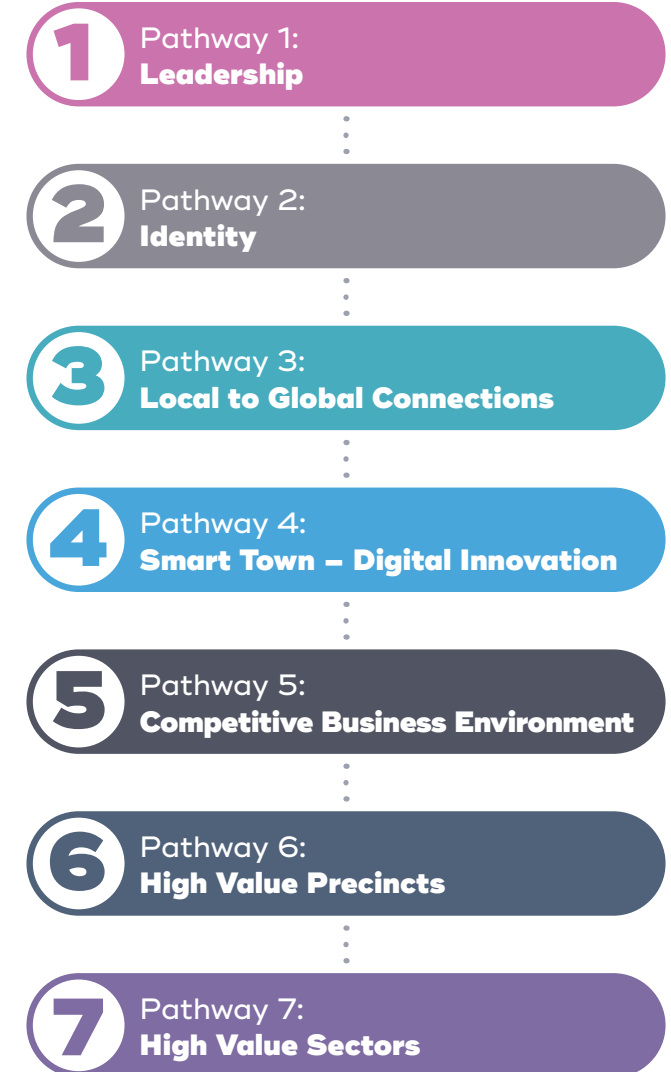 1
Pathway 1:
Leadership
2
Pathway 2:
Identity
3
Pathway 3:
Local to Global Connections
4
Pathway 4:
Smart Town – Digital Innovation
5
Pathway 5:
Competitive Business Environment
6
Pathway 6:
High Value Precincts
7
Pathway 7:
High Value Sectors